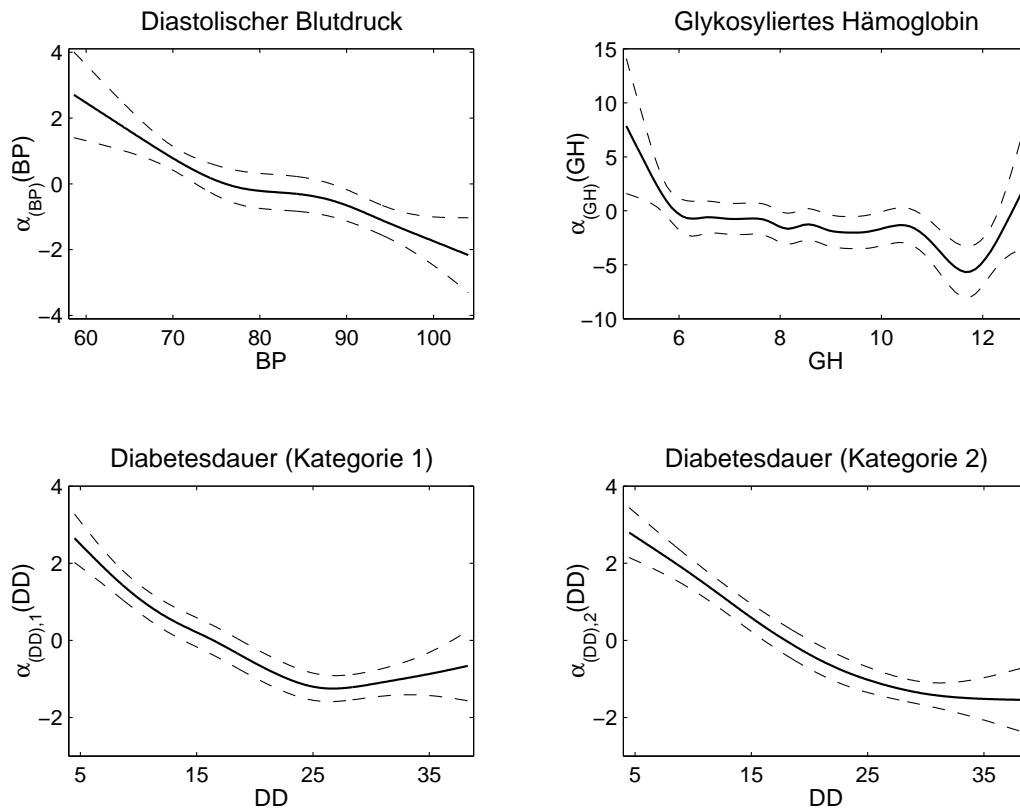 Diastolischer Blutdruck
4
2
0
−2
−4
60 70 80 90 100
BP
α(BP)(BP)
Glykosyliertes Hämoglobin
15
10
5
0
−5
−10
6 8 10 12
GH
α(GH)(GH)
Diabetesdauer (Kategorie 1)
4
2
0
−2
5 15 25 35
DD
α(DD),1(DD)
Diabetesdauer (Kategorie 2)
4
2
0
−2
5 15 25 35
DD
α(DD),2(DD)